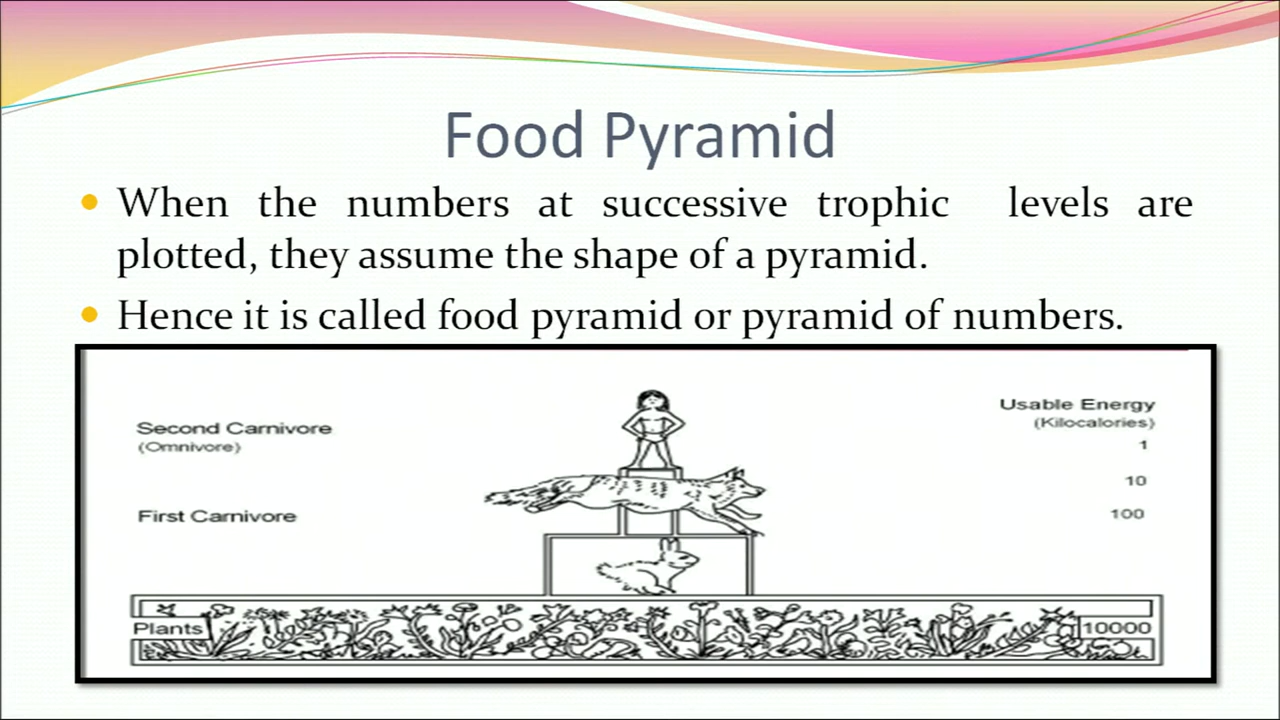 Food Pyramid
When the numbers at successive trophic levels are
plotted, they assume the shape of a pyramid.
Hence it is called food pyramid or pyramid of numbers.
Second Carnivore
(Omnivore)
First Carnivore
Usable Energy
(Kilocalories)
1
10
100
Plants
10000